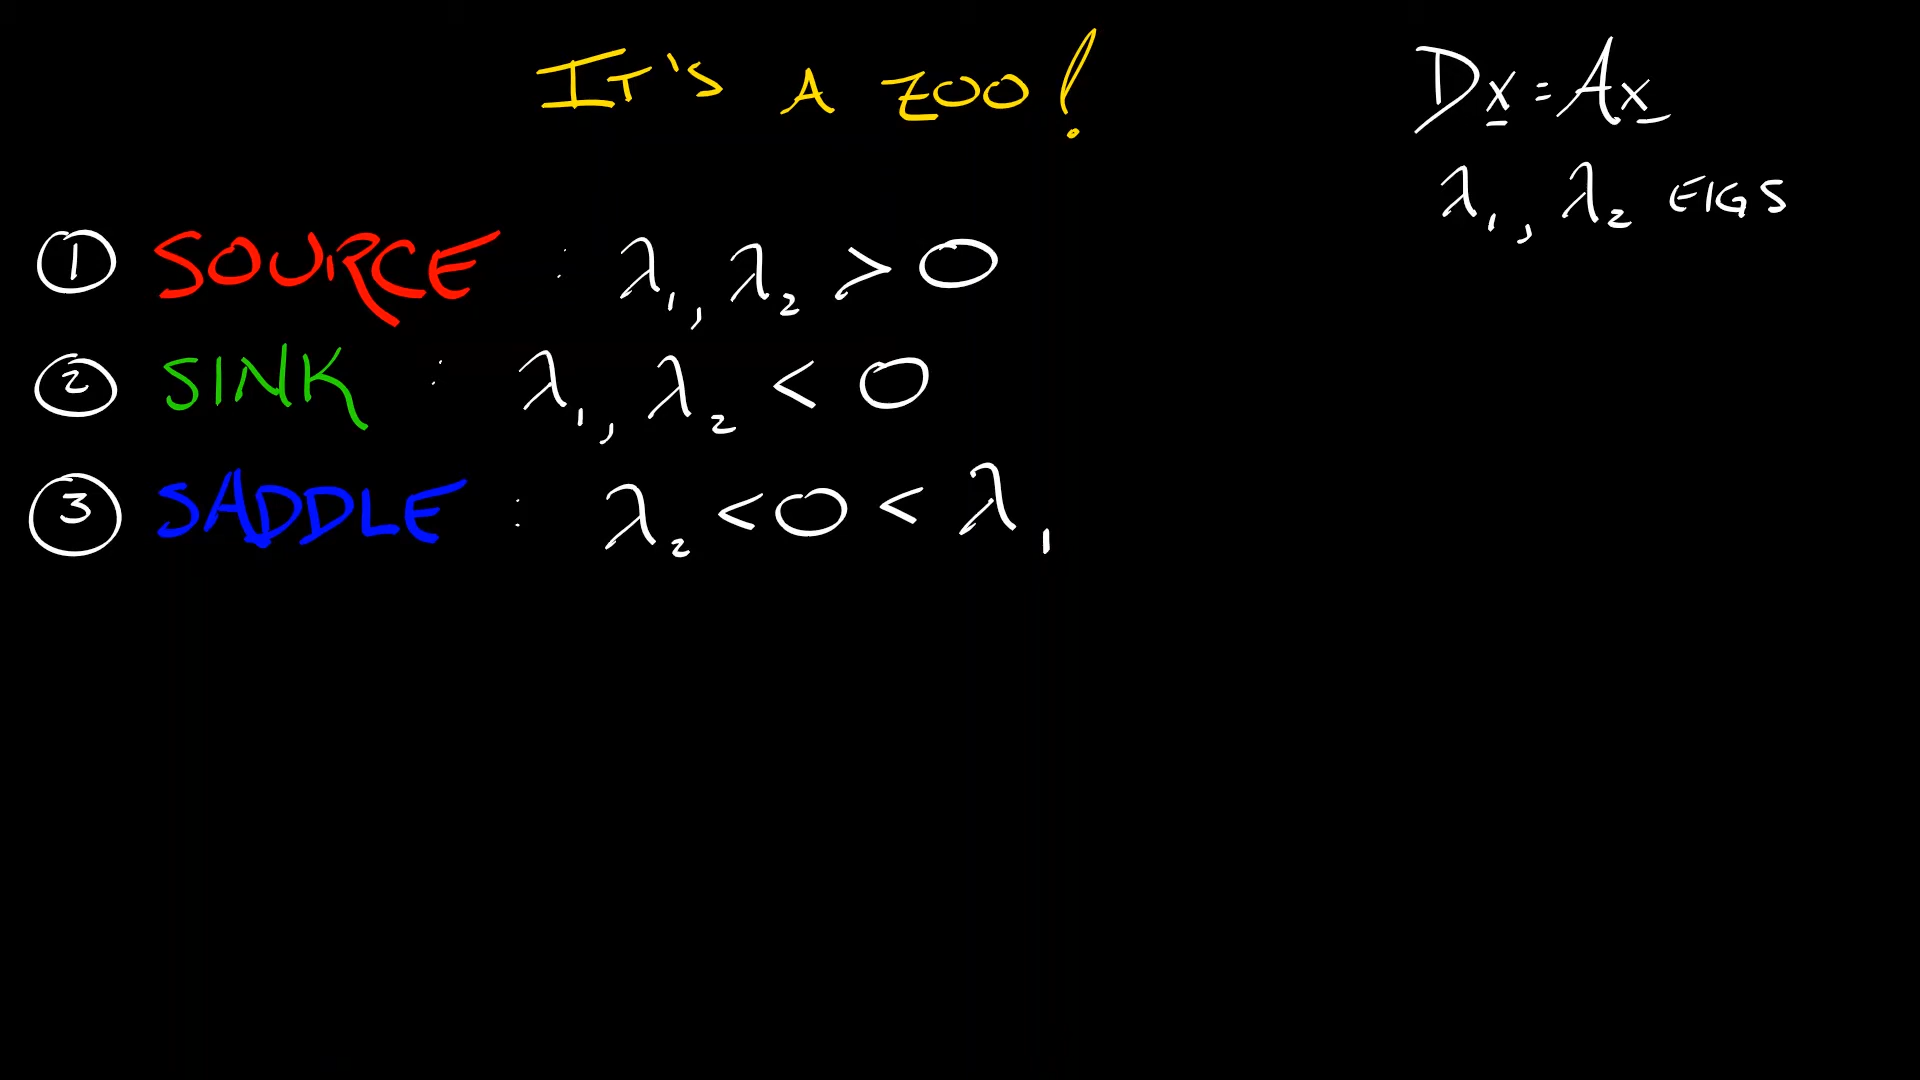 IT'S A ZOO!
Dx = Ax
λ₁, λ₂ EIGS
① SOURCE : λ₁, λ₂ > 0
② SINK : λ₁, λ₂ < 0
③ SADDLE : λ₂ < 0 < λ₁